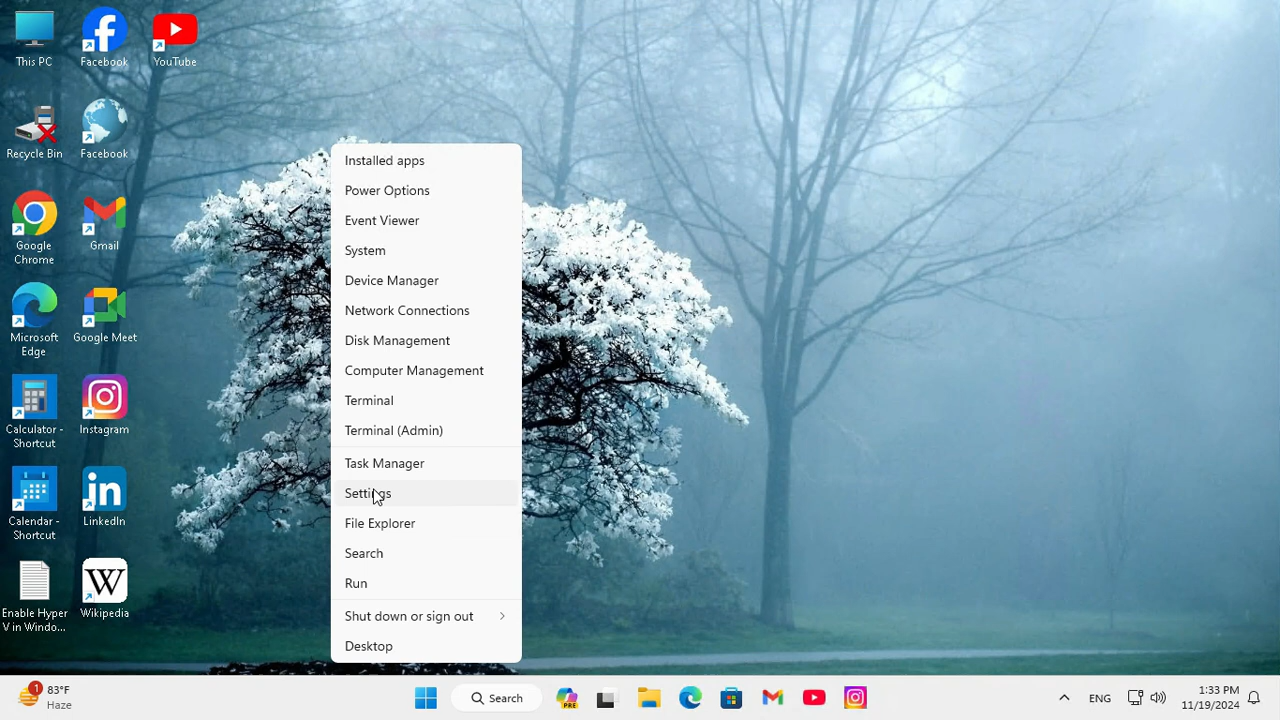 This PC
Facebook
YouTube
Recycle Bin
Facebook
Google
Chrome
Gmail
Microsoft
Edge
Google Meet
Calculator -
Shortcut
Instagram
Calendar -
Shortcut
LinkedIn
Enable Hyper
V in Windo...
W
Wikipedia
Installed apps
Power Options
Event Viewer
System
Device Manager
Network Connections
Disk Management
Computer Management
Terminal
Terminal (Admin)
Task Manager
Settings
File Explorer
Search
Run
Shut down or sign out
Desktop
1
83°F
Haze
Search
PRE
ENG
1:33 PM
11/19/2024